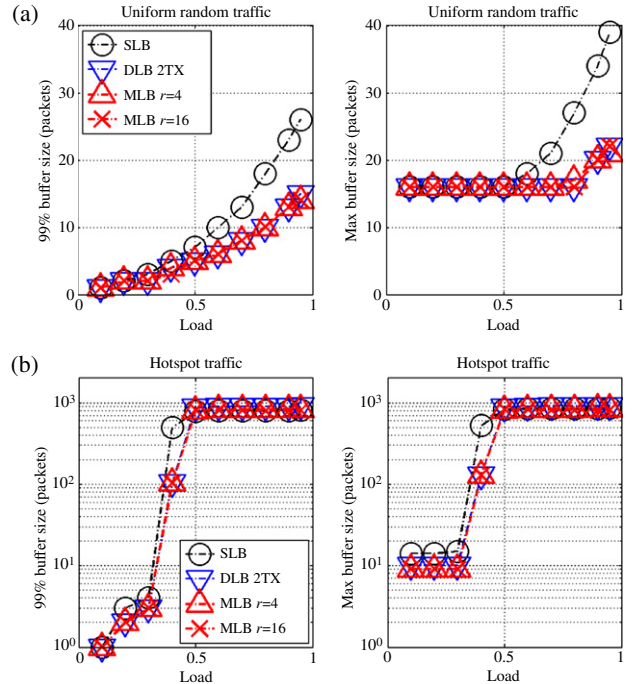 (a)
Uniform random traffic
99% buffer size (packets)
40
30
20
10
0
SLB
DLB 2TX
MLB r=4
MLB r=16
0
0.5
1
Load
Uniform random traffic
Max buffer size (packets)
40
30
20
10
0
0
0.5
1
Load
(b)
Hotspot traffic
99% buffer size (packets)
10³
10²
10¹
10⁰
SLB
DLB 2TX
MLB r=4
MLB r=16
0
0.5
1
Load
Hotspot traffic
Max buffer size (packets)
10³
10²
10¹
10⁰
0
0.5
1
Load